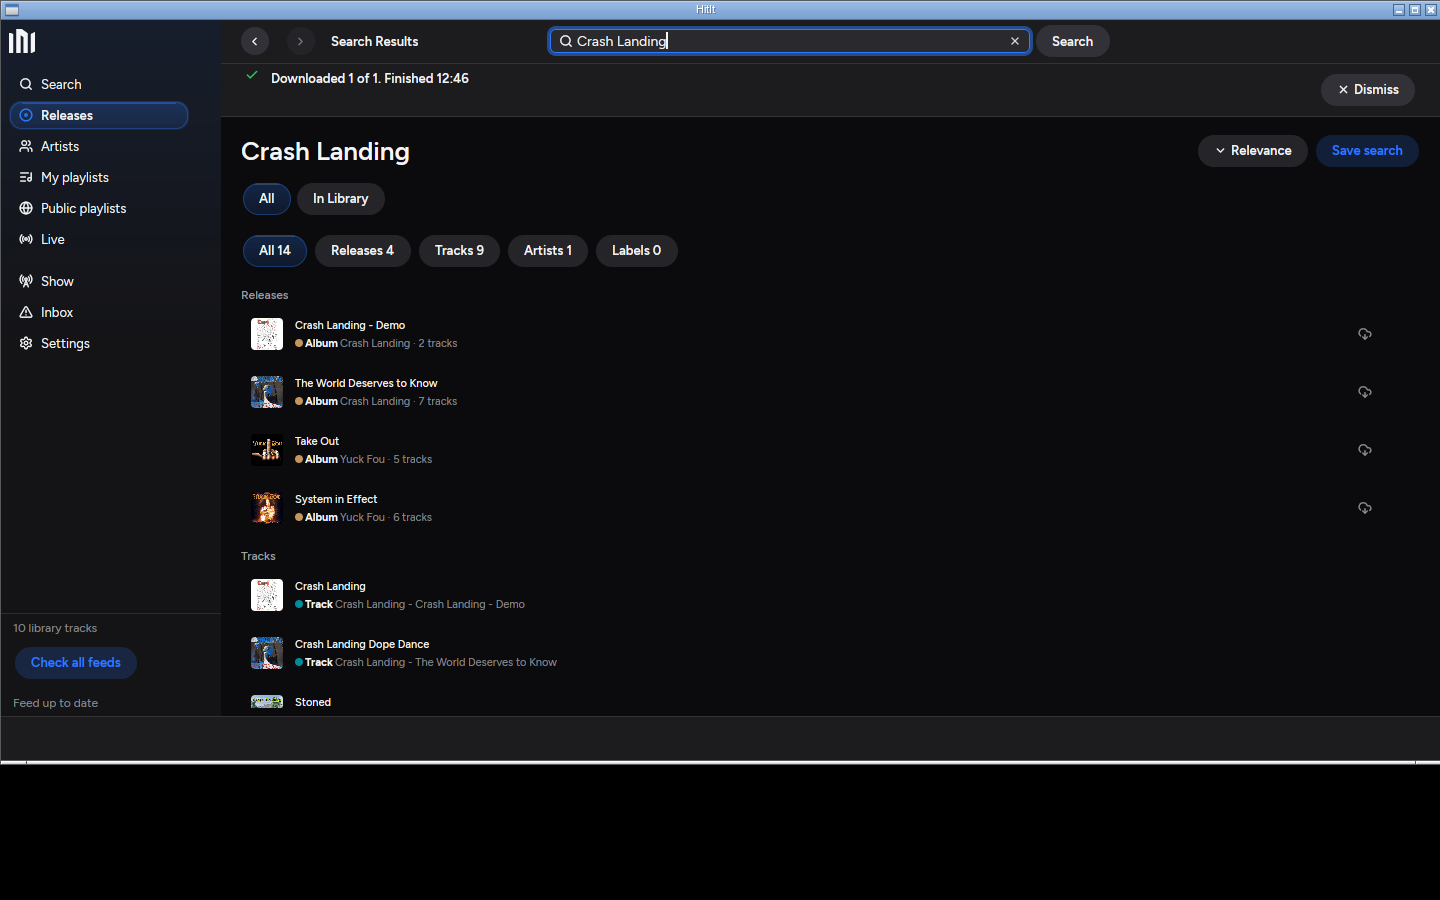 HitIt
Search Results
Crash Landing
Search
Search
Releases
Artists
My playlists
Public playlists
Live
Show
Inbox
Settings
10 library tracks
Check all feeds
Feed up to date
Downloaded 1 of 1. Finished 12:46
Dismiss
Crash Landing
Relevance
Save search
All
In Library
All 14
Releases 4
Tracks 9
Artists 1
Labels 0
Releases
Crash Landing - Demo
Album Crash Landing · 2 tracks
The World Deserves to Know
Album Crash Landing · 7 tracks
Take Out
Album Yuck Fou · 5 tracks
System in Effect
Album Yuck Fou · 6 tracks
Tracks
Crash Landing
Track Crash Landing - Crash Landing - Demo
Crash Landing Dope Dance
Track Crash Landing - The World Deserves to Know
Stoned